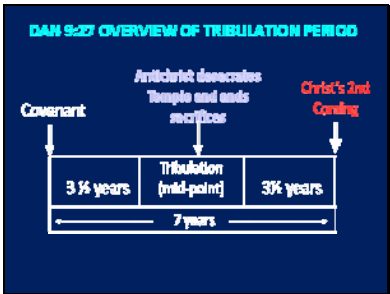 DAN 9:27 OVERVIEW OF TRIBULATION PERIOD
Antichrist desecrates
Temple and ends
sacrifices
Christ's 2nd
Coming
Covenant
3 ½ years
Tribulation
(mid-point)
3½ years
7 years